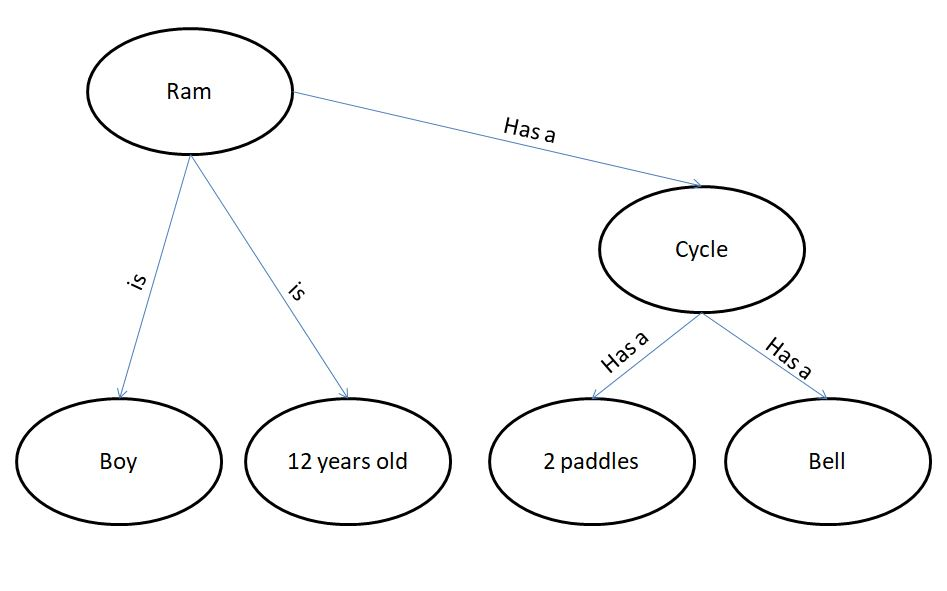 Ram
Has a
Cycle
is
is
Has a
Has a
Boy
12 years old
2 paddles
Bell